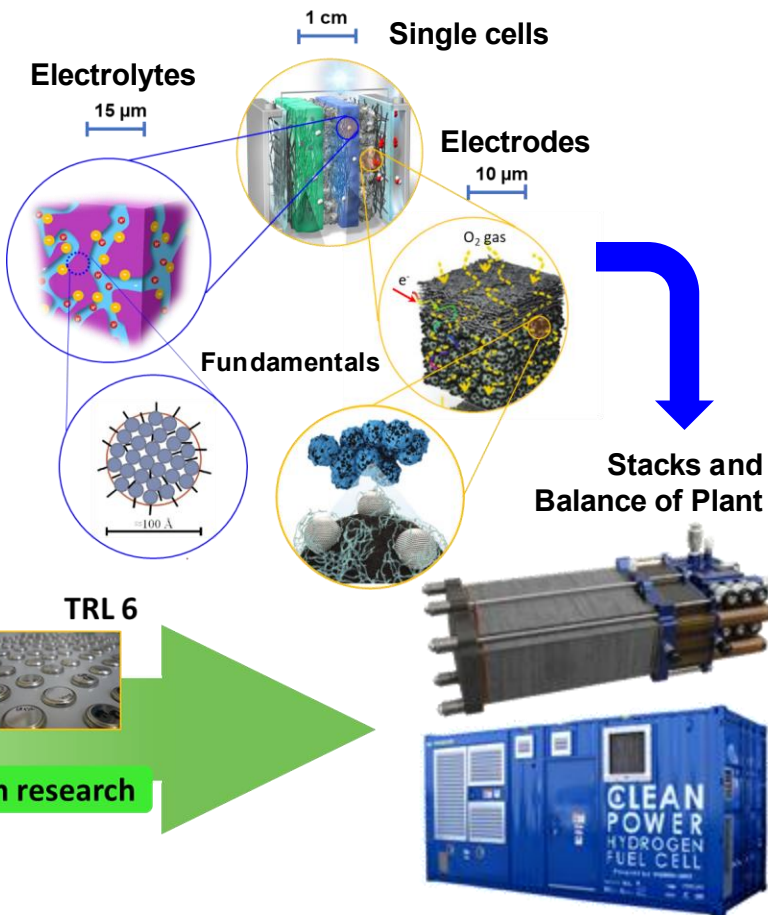 1 cm
Single cells
Electrolytes
15 µm
Electrodes
10 µm
O2 gas
e-
Fundamentals
≈100 Å
Stacks and
Balance of Plant
TRL 6
research
CLEAN
POWER
HYDROGEN
FUEL CELL